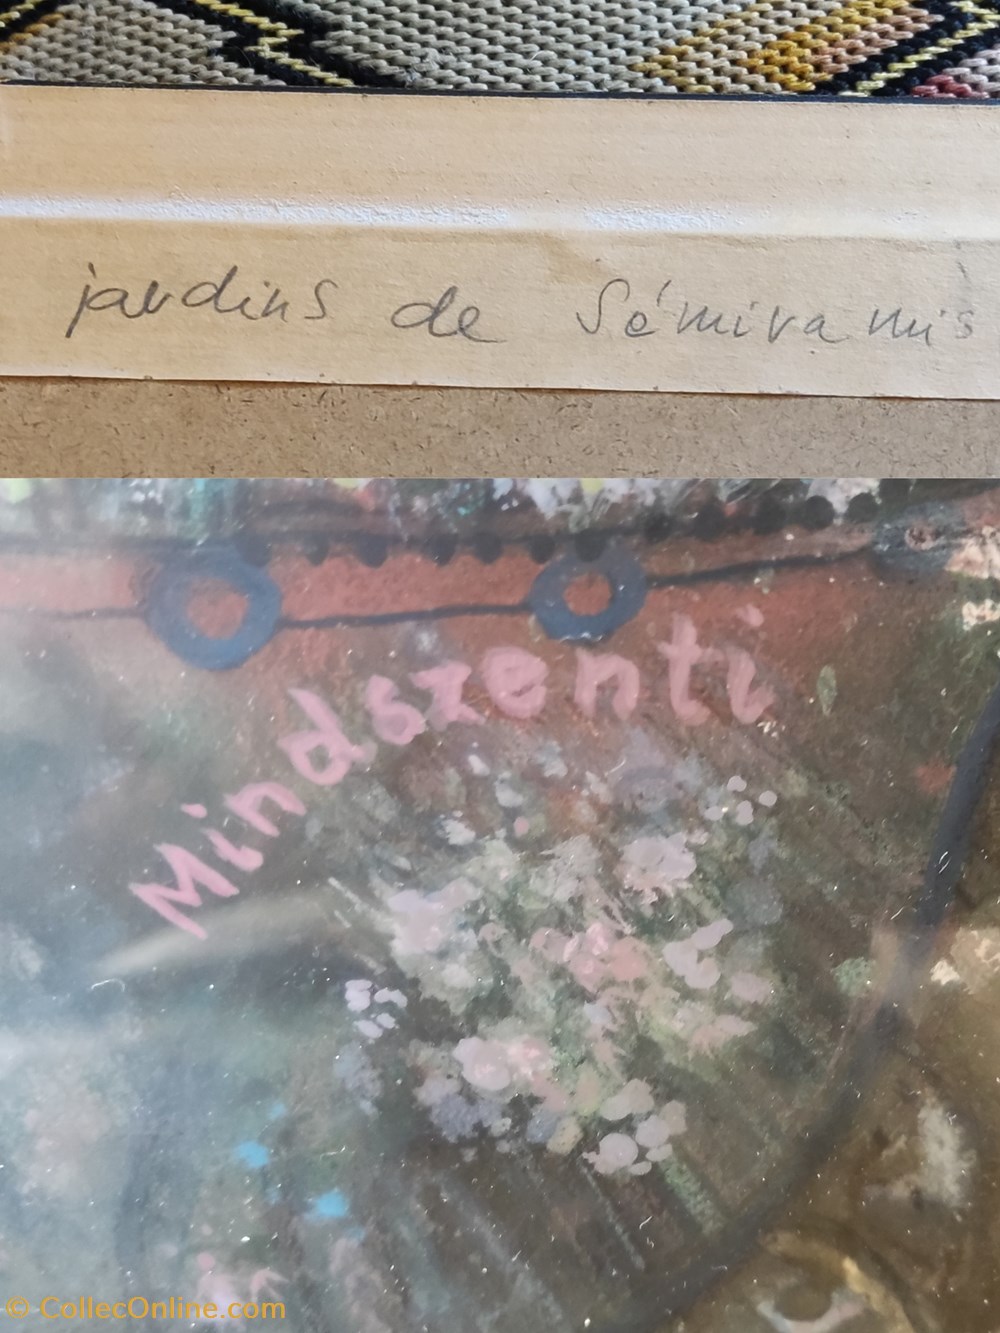 jardins de Sémiramis
Mindszenti
© CollecOnline.com